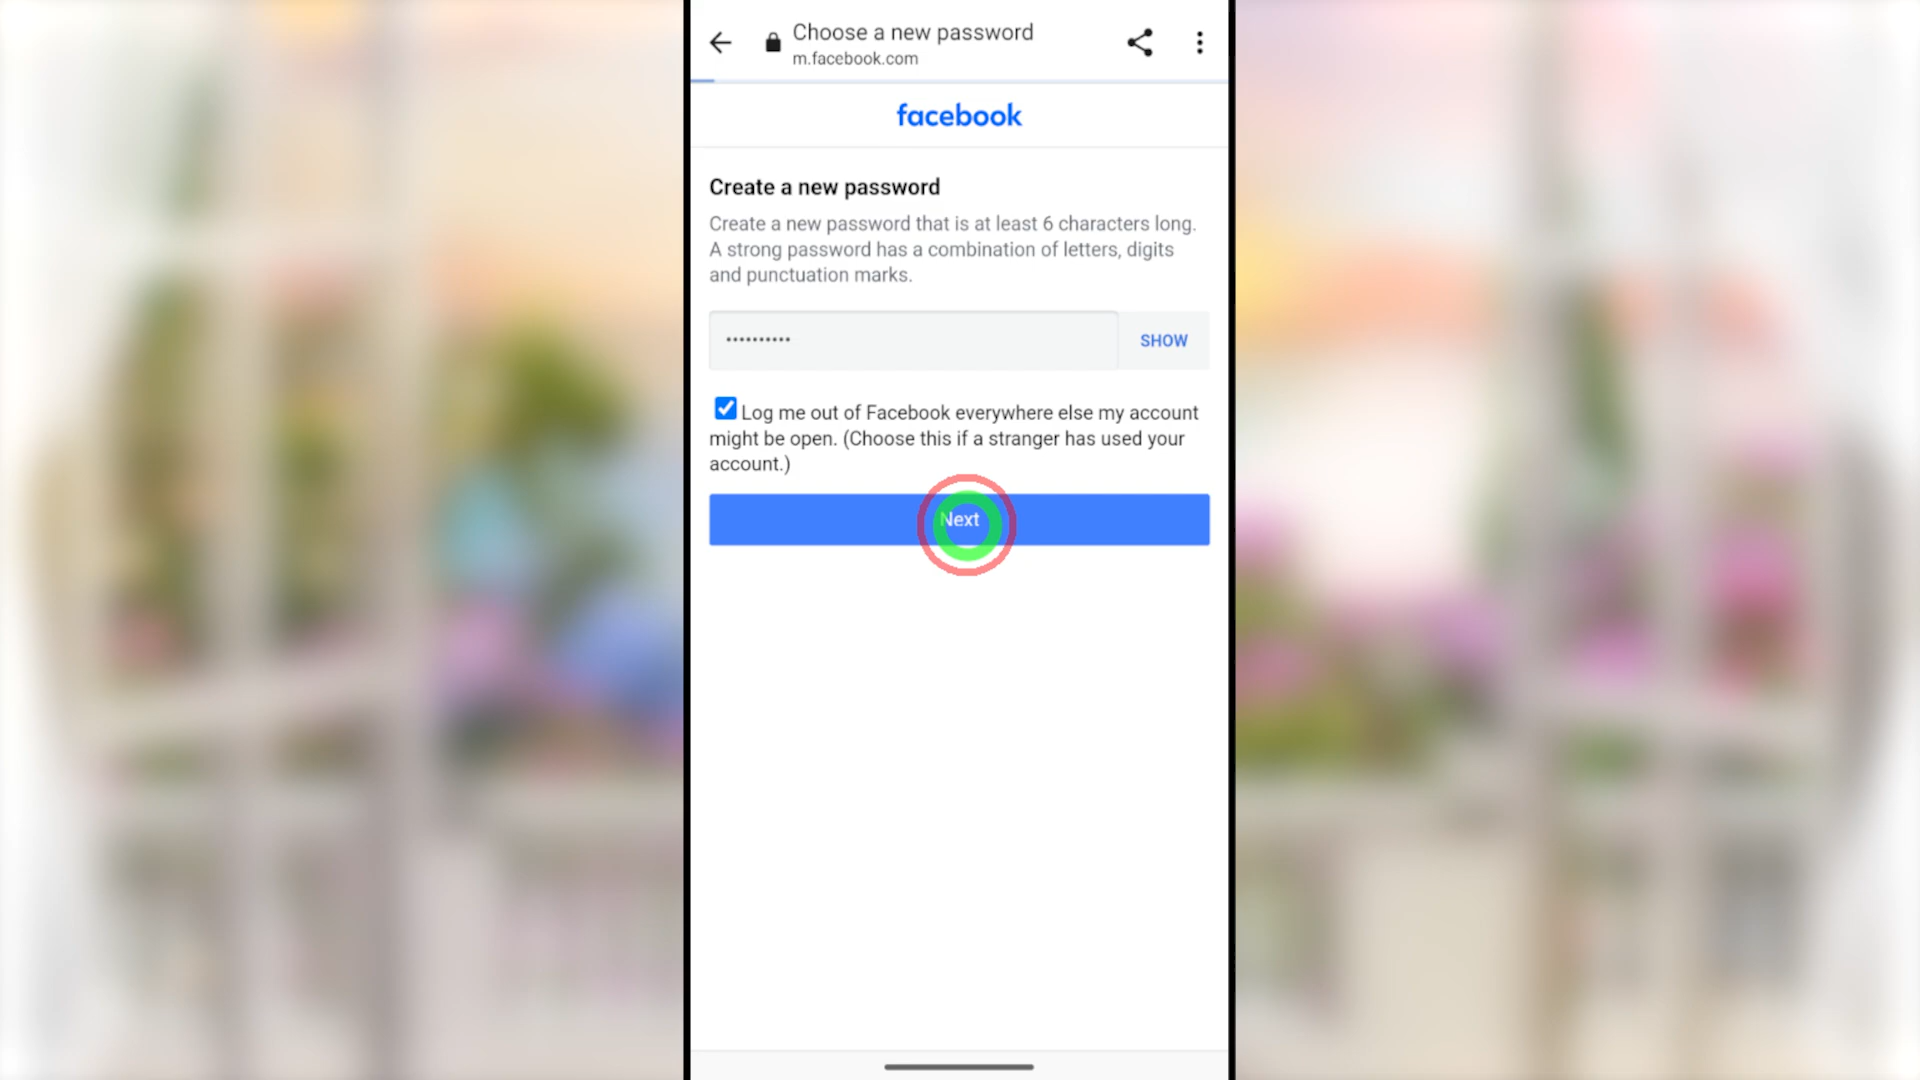 Choose a new password
m.facebook.com
facebook
Create a new password
Create a new password that is at least 6 characters long.
A strong password has a combination of letters, digits
and punctuation marks.
••••••••••
SHOW
Log me out of Facebook everywhere else my account
might be open. (Choose this if a stranger has used your
account.)
Next